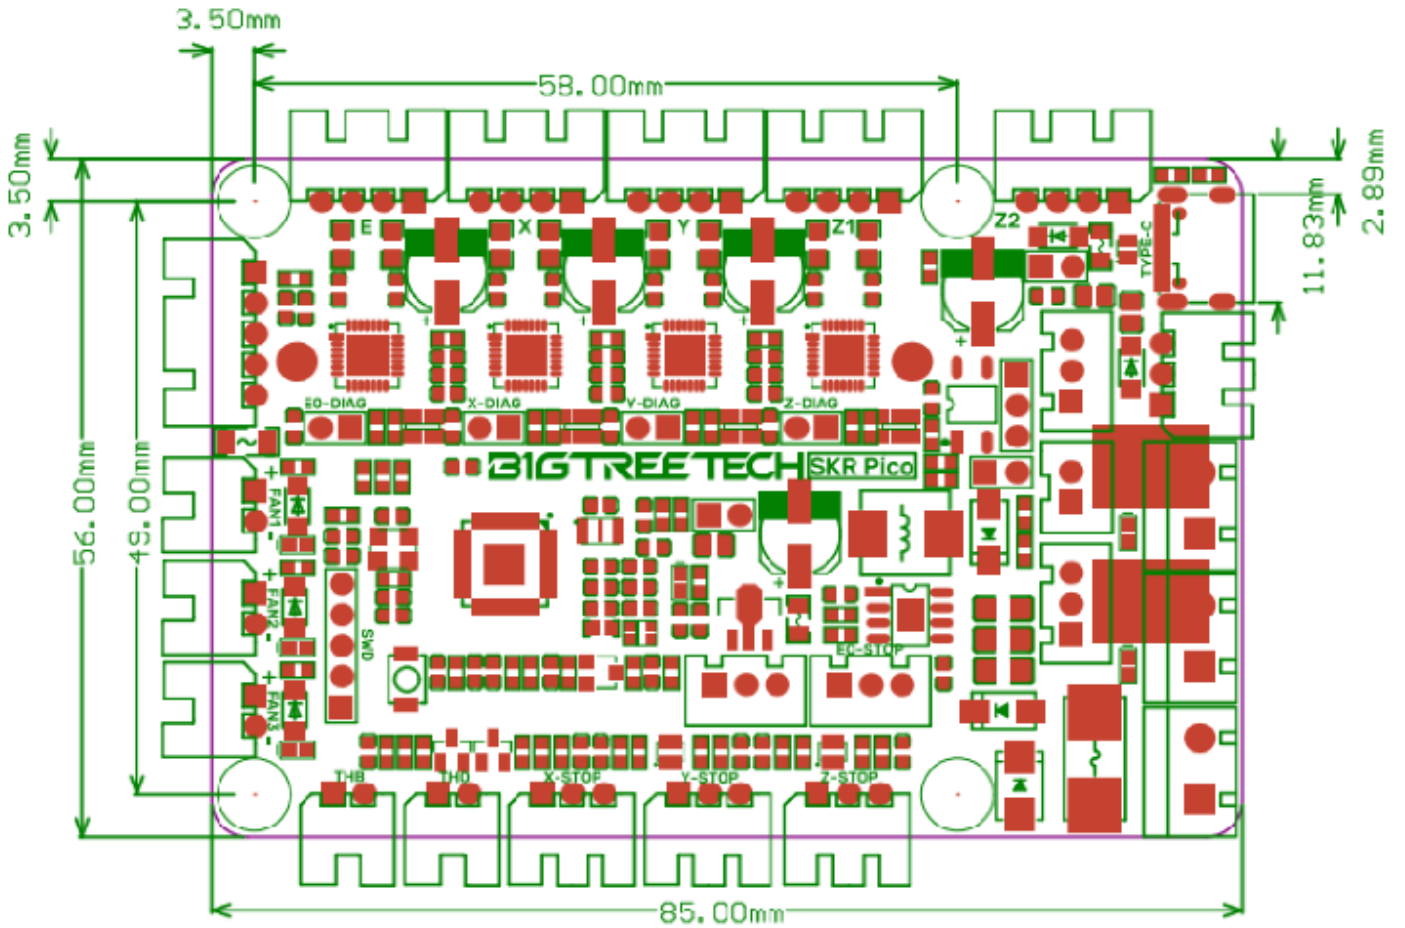 3.50mm
58.00mm
3.50mm
2.89mm
11.83mm
E
X
Y
Z1
Z2
TYPE-C
E0-DIAG
X-DIAG
Y-DIAG
Z-DIAG
BIGTREETECH
SKR Pico
56.00mm
49.00mm
+ FAN1 -
+ FAN2 -
+ FAN3 -
SWD
+
+
+
+
+
E0-STOP
THB
TH0
X-STOP
Y-STOP
Z-STOP
85.00mm